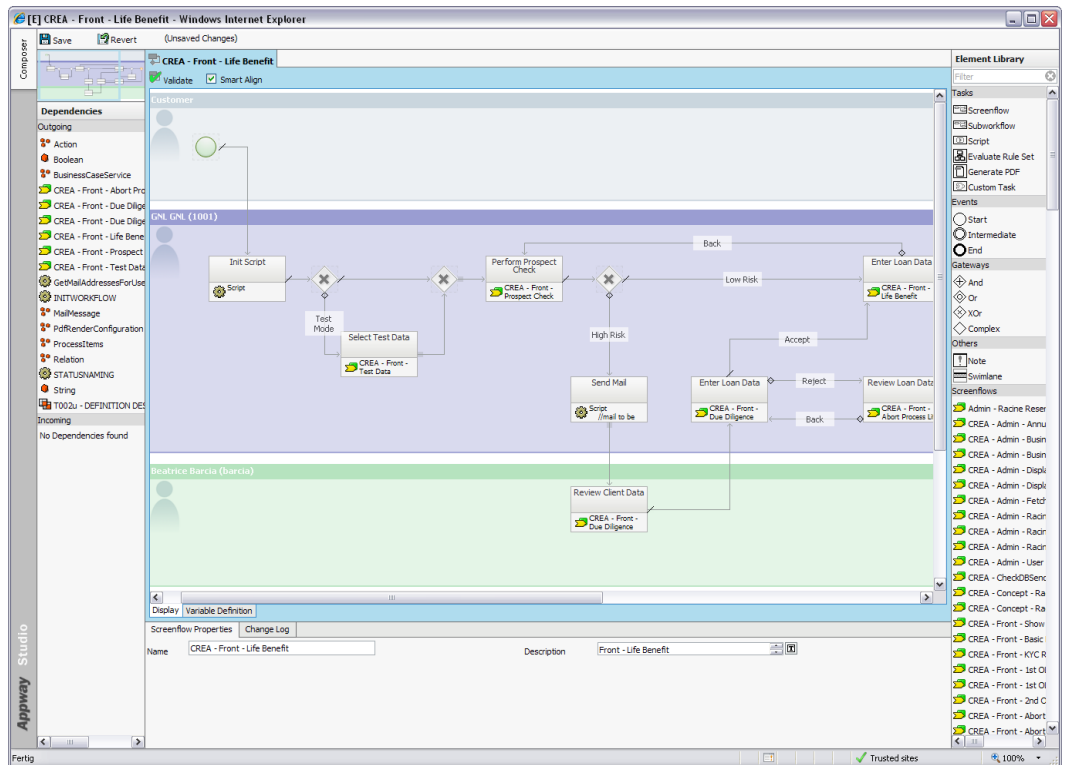 [E] CREA - Front - Life Benefit - Windows Internet Explorer
Composer
Save
Revert
(Unsaved Changes)
CREA - Front - Life Benefit
Validate
Smart Align
Dependencies
Outgoing
Action
Boolean
BusinessCaseService
CREA - Front - Abort Pro
CREA - Front - Due Dilige
CREA - Front - Due Dilige
CREA - Front - Life Bene
CREA - Front - Prospect
CREA - Front - Test Data
GetMailAddressesForUse
INITWORKFLOW
MailMessage
PdfRenderConfiguration
ProcessItems
Relation
STATUSNAMING
String
T002u - DEFINITION DES
Incoming
No Dependencies found
Customer
GNL GNL (1001)
Back
Init Script
Script
Test
Mode
Select Test Data
CREA - Front -
Test Data
Perform Prospect
Check
CREA - Front -
Prospect Check
Low Risk
Enter Loan Data
CREA - Front -
Life Benefit
High Risk
Accept
Send Mail
Script
//mail to be
Enter Loan Data
CREA - Front -
Due Diligence
Reject
Back
Review Loan Data
CREA - Front -
Abort Process Li
Beatrice Barcia (barcia)
Review Client Data
CREA - Front -
Due Diligence
Display
Variable Definition
Screenflow Properties
Change Log
Name
CREA - Front - Life Benefit
Description
Front - Life Benefit
Element Library
Filter
Tasks
Screenflow
Subworkflow
Script
Evaluate Rule Set
Generate PDF
Custom Task
Events
Start
Intermediate
End
Gateways
And
Or
XOr
Complex
Others
Note
Swimlane
Screenflows
Admin - Racine Reser
CREA - Admin - Annu
CREA - Admin - Busin
CREA - Admin - Busin
CREA - Admin - Displa
CREA - Admin - Displa
CREA - Admin - Fetch
CREA - Admin - Racin
CREA - Admin - Racin
CREA - Admin - Racin
CREA - Admin - User
CREA - CheckDBSenc
CREA - Concept - Ra
CREA - Concept - Ra
CREA - Front - Show
CREA - Front - Basic
CREA - Front - KYC R
CREA - Front - 1st Ol
CREA - Front - 1st Ol
CREA - Front - 2nd O
CREA - Front - Abort
CREA - Front - Abort
Appway Studio
Fertig
Trusted sites
100%